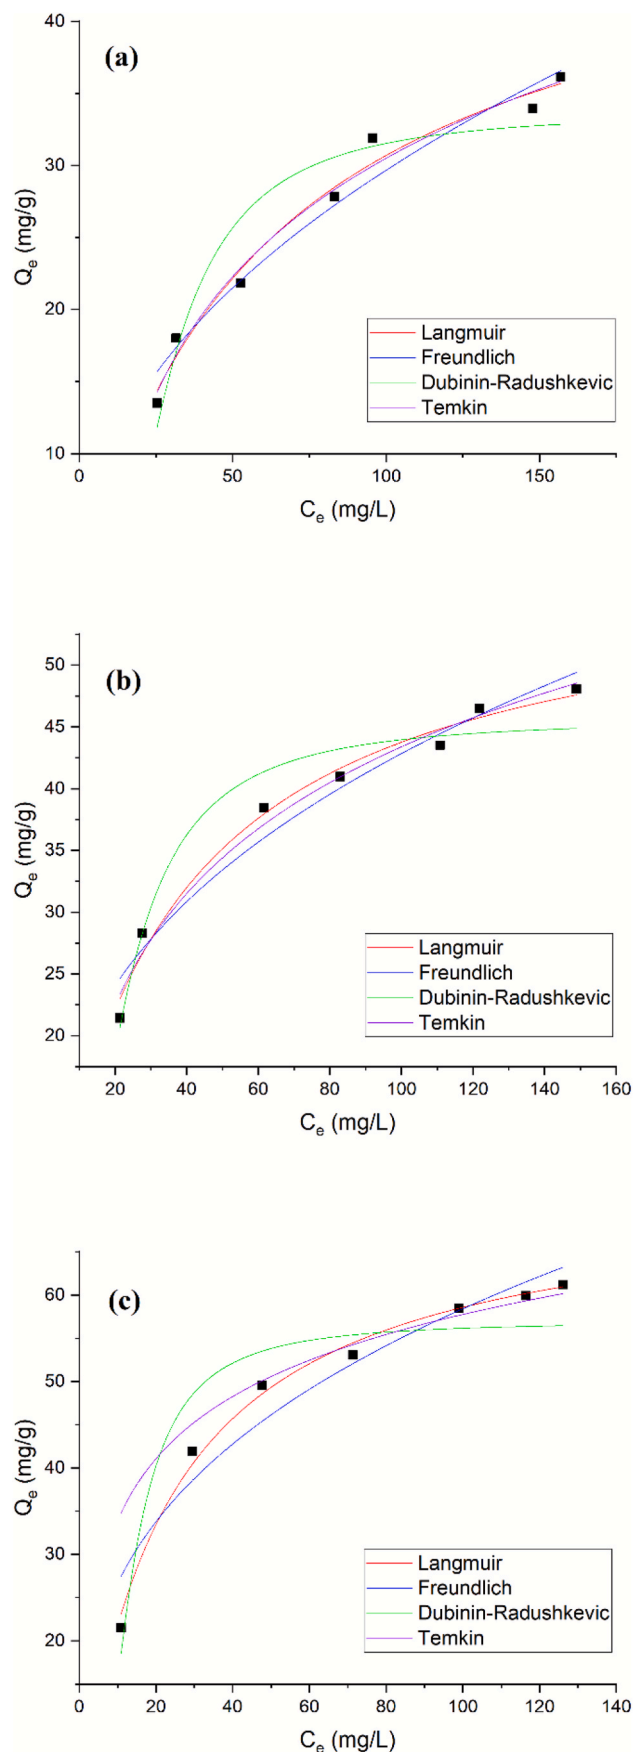 (a)
40
30
20
10
Qe (mg/g)
0 50 100 150
Ce (mg/L)
Langmuir
Freundlich
Dubinin-Radushkevic
Temkin
(b)
50
45
40
35
30
25
20
Qe (mg/g)
20 40 60 80 100 120 140 160
Ce (mg/L)
Langmuir
Freundlich
Dubinin-Radushkevic
Temkin
(c)
60
50
40
30
20
Qe (mg/g)
0 20 40 60 80 100 120 140
Ce (mg/L)
Langmuir
Freundlich
Dubinin-Radushkevic
Temkin